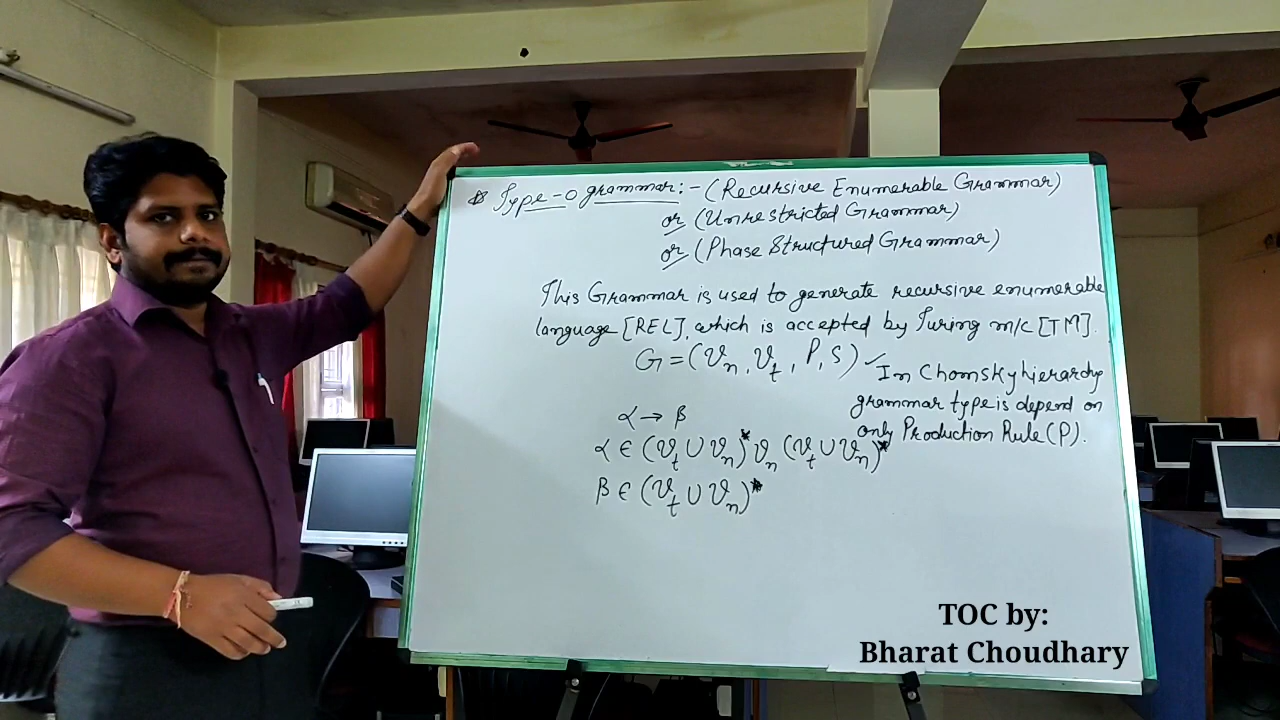 Type-0 grammar:- (Recursive Enumerable Grammar)
or (Unrestricted Grammar)
or (Phase Structured Grammar)
This Grammar is used to generate recursive enumerable
language [REL], which is accepted by Turing m/c [TM].
G = (Vn, Vt, P, S) ✓
In Chomsky hierarchy
grammar type is depend on
only Production Rule (P).
α → β
α ∈ (Vt ∪ Vn)* Vn (Vt ∪ Vn)*
β ∈ (Vt ∪ Vn)*
TOC by:
Bharat Choudhary